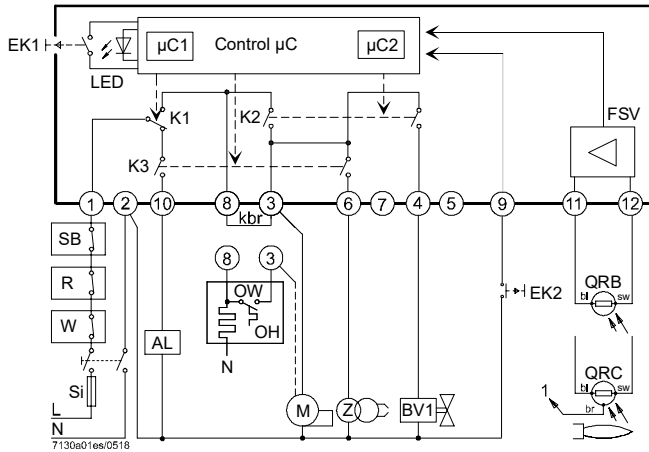 EK1
LED
µC1
Control µC
µC2
FSV
K1
K2
K3
1
2
10
8
kbr
3
6
7
4
5
9
11
12
SB
R
W
Si
L
N
AL
8
3
OW
OH
N
M
Z
BV1
EK2
QRB
bl
sw
QRC
bl
sw
br
1
7130a01es/0518